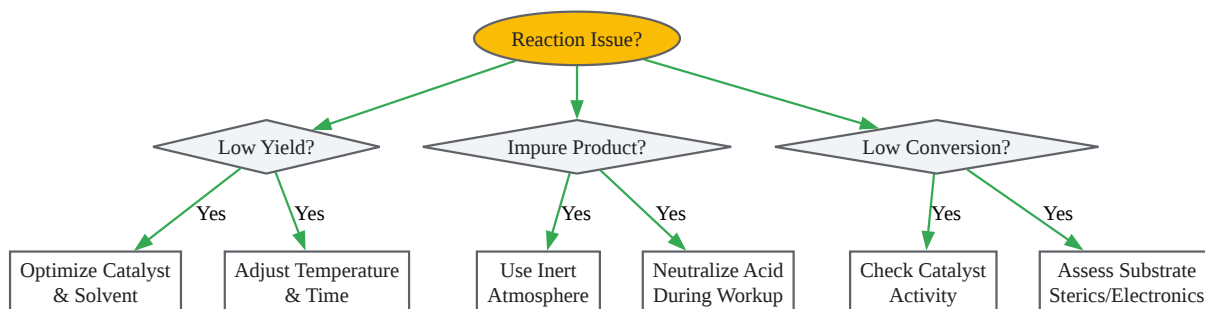 Reaction Issue?
Low Yield?
Impure Product?
Low Conversion?
Yes
Yes
Yes
Yes
Yes
Yes
Optimize Catalyst
& Solvent
Adjust Temperature
& Time
Use Inert
Atmosphere
Neutralize Acid
During Workup
Check Catalyst
Activity
Assess Substrate
Sterics/Electronics